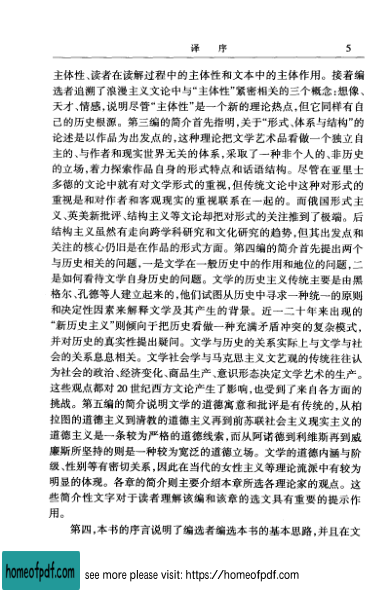 译 序 5
主体性、读者在读解过程中的主体性和文本中的主体作用。接着编
选者追溯了浪漫主义文论中与“主体性”紧密相关的三个概念:想像、
天才、情感,说明尽管“主体性”是一个新的理论热点,但它同样有自
己的历史根源。第三编的简介首先指明,关于“形式、体系与结构”的
论述是以作品为出发点的,这种理论把文学艺术品看做一个独立自
主的、与作者和现实世界无关的体系,采取了一种非个人的、非历史
的立场,着力探索作品自身的形式特点和话语结构。尽管在亚里士
多德的文论中就有对文学形式的重视,但传统文论中这种对形式的
重视是和对作者和客观现实的重视联系在一起的。而俄国形式主
义、英美新批评、结构主义等文论却把对形式的关注推到了极端。后
结构主义虽然有走向跨学科研究和文化研究的趋势,但其出发点和
关注的核心仍旧是在作品的形式方面。第四编的简介首先提出两个
与历史相关的问题,一是文学在一般历史中的作用和地位的问题,二
是如何看待文学自身历史的问题。文学的历史主义传统主要是由黑
格尔、孔德等人建立起来的,他们试图从历史中寻求一种统一的原则
和决定性因素来解释文学及其产生的背景。近一二十年来出现的
“新历史主义”则倾向于把历史看做一种充满矛盾冲突的复杂模式,
并对历史的真实性提出疑问。文学与历史的关系实际上与文学与社
会的关系息息相关。文学社会学与马克思主义文艺观的传统往往认
为社会的政治、经济变化、商品生产、意识形态决定文学艺术的生产。
这些观点都对 20 世纪西方文论产生了影响,也受到了来自各方面的
挑战。第五编的简介说明文学的道德寓意和批评是有传统的,从柏
拉图的道德主义到清教的道德主义再到前苏联社会主义现实主义的
道德主义是一条较为严格的道德线索,而从阿诺德到利维斯再到威
廉斯所坚持的则是一种较为宽泛的道德立场。文学的道德内涵与阶
级、性别等有密切关系,因此在当代的女性主义等理论流派中有较为
明显的体现。各章的简介则主要介绍本章所选各理论家的观点。这
些简介性文字对于读者理解该编和该章的选文具有重要的提示作
用。
第四,本书的序言说明了编选者编选本书的基本思路,并且在文
homeofpdf.com see more please visit: https://homeofpdf.com